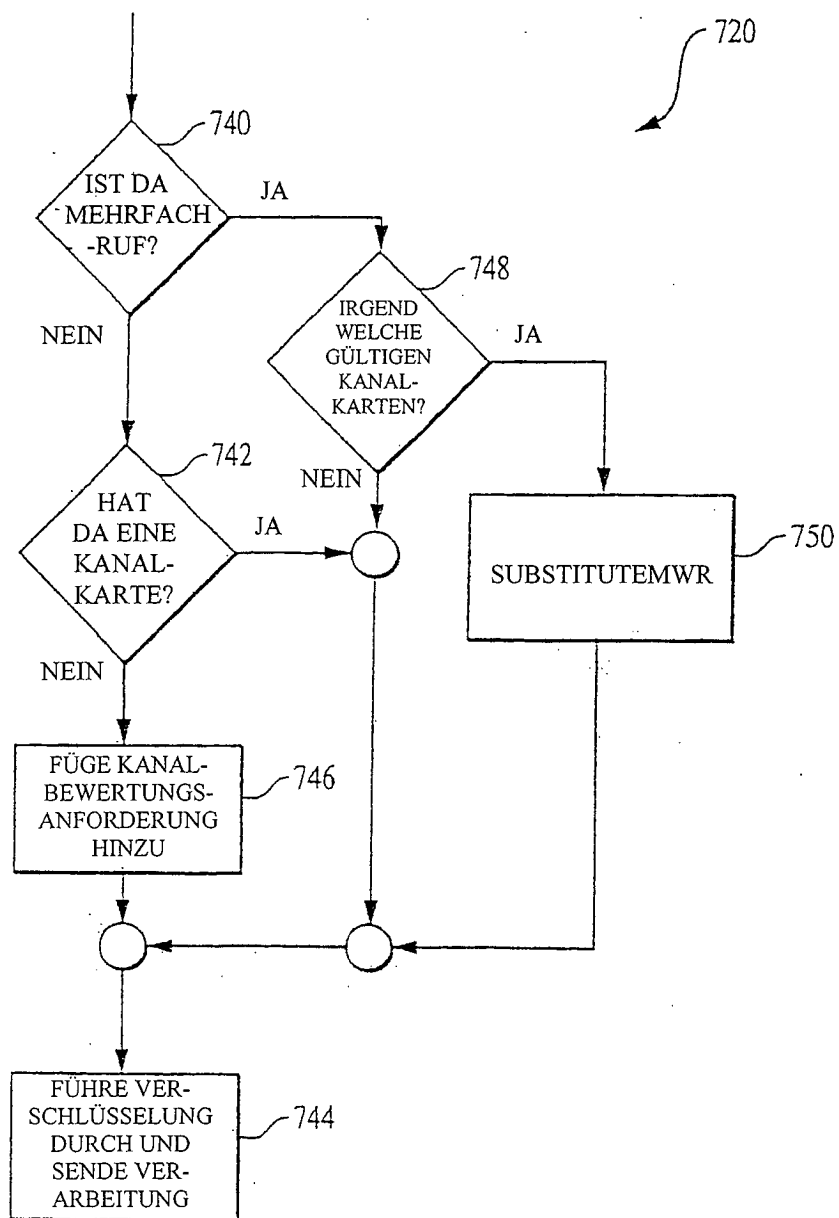 720
740
IST DA
MEHRFACH
-RUF?
JA
NEIN
748
IRGEND
WELCHE
GÜLTIGEN
KANAL-
KARTEN?
JA
NEIN
742
HAT
DA EINE
KANAL-
KARTE?
JA
NEIN
750
SUBSTITUTEMWR
746
FÜGE KANAL-
BEWERTUNGS-
ANFORDERUNG
HINZU
744
FÜHRE VER-
SCHLÜSSELUNG
DURCH UND
SENDE VER-
ARBEITUNG